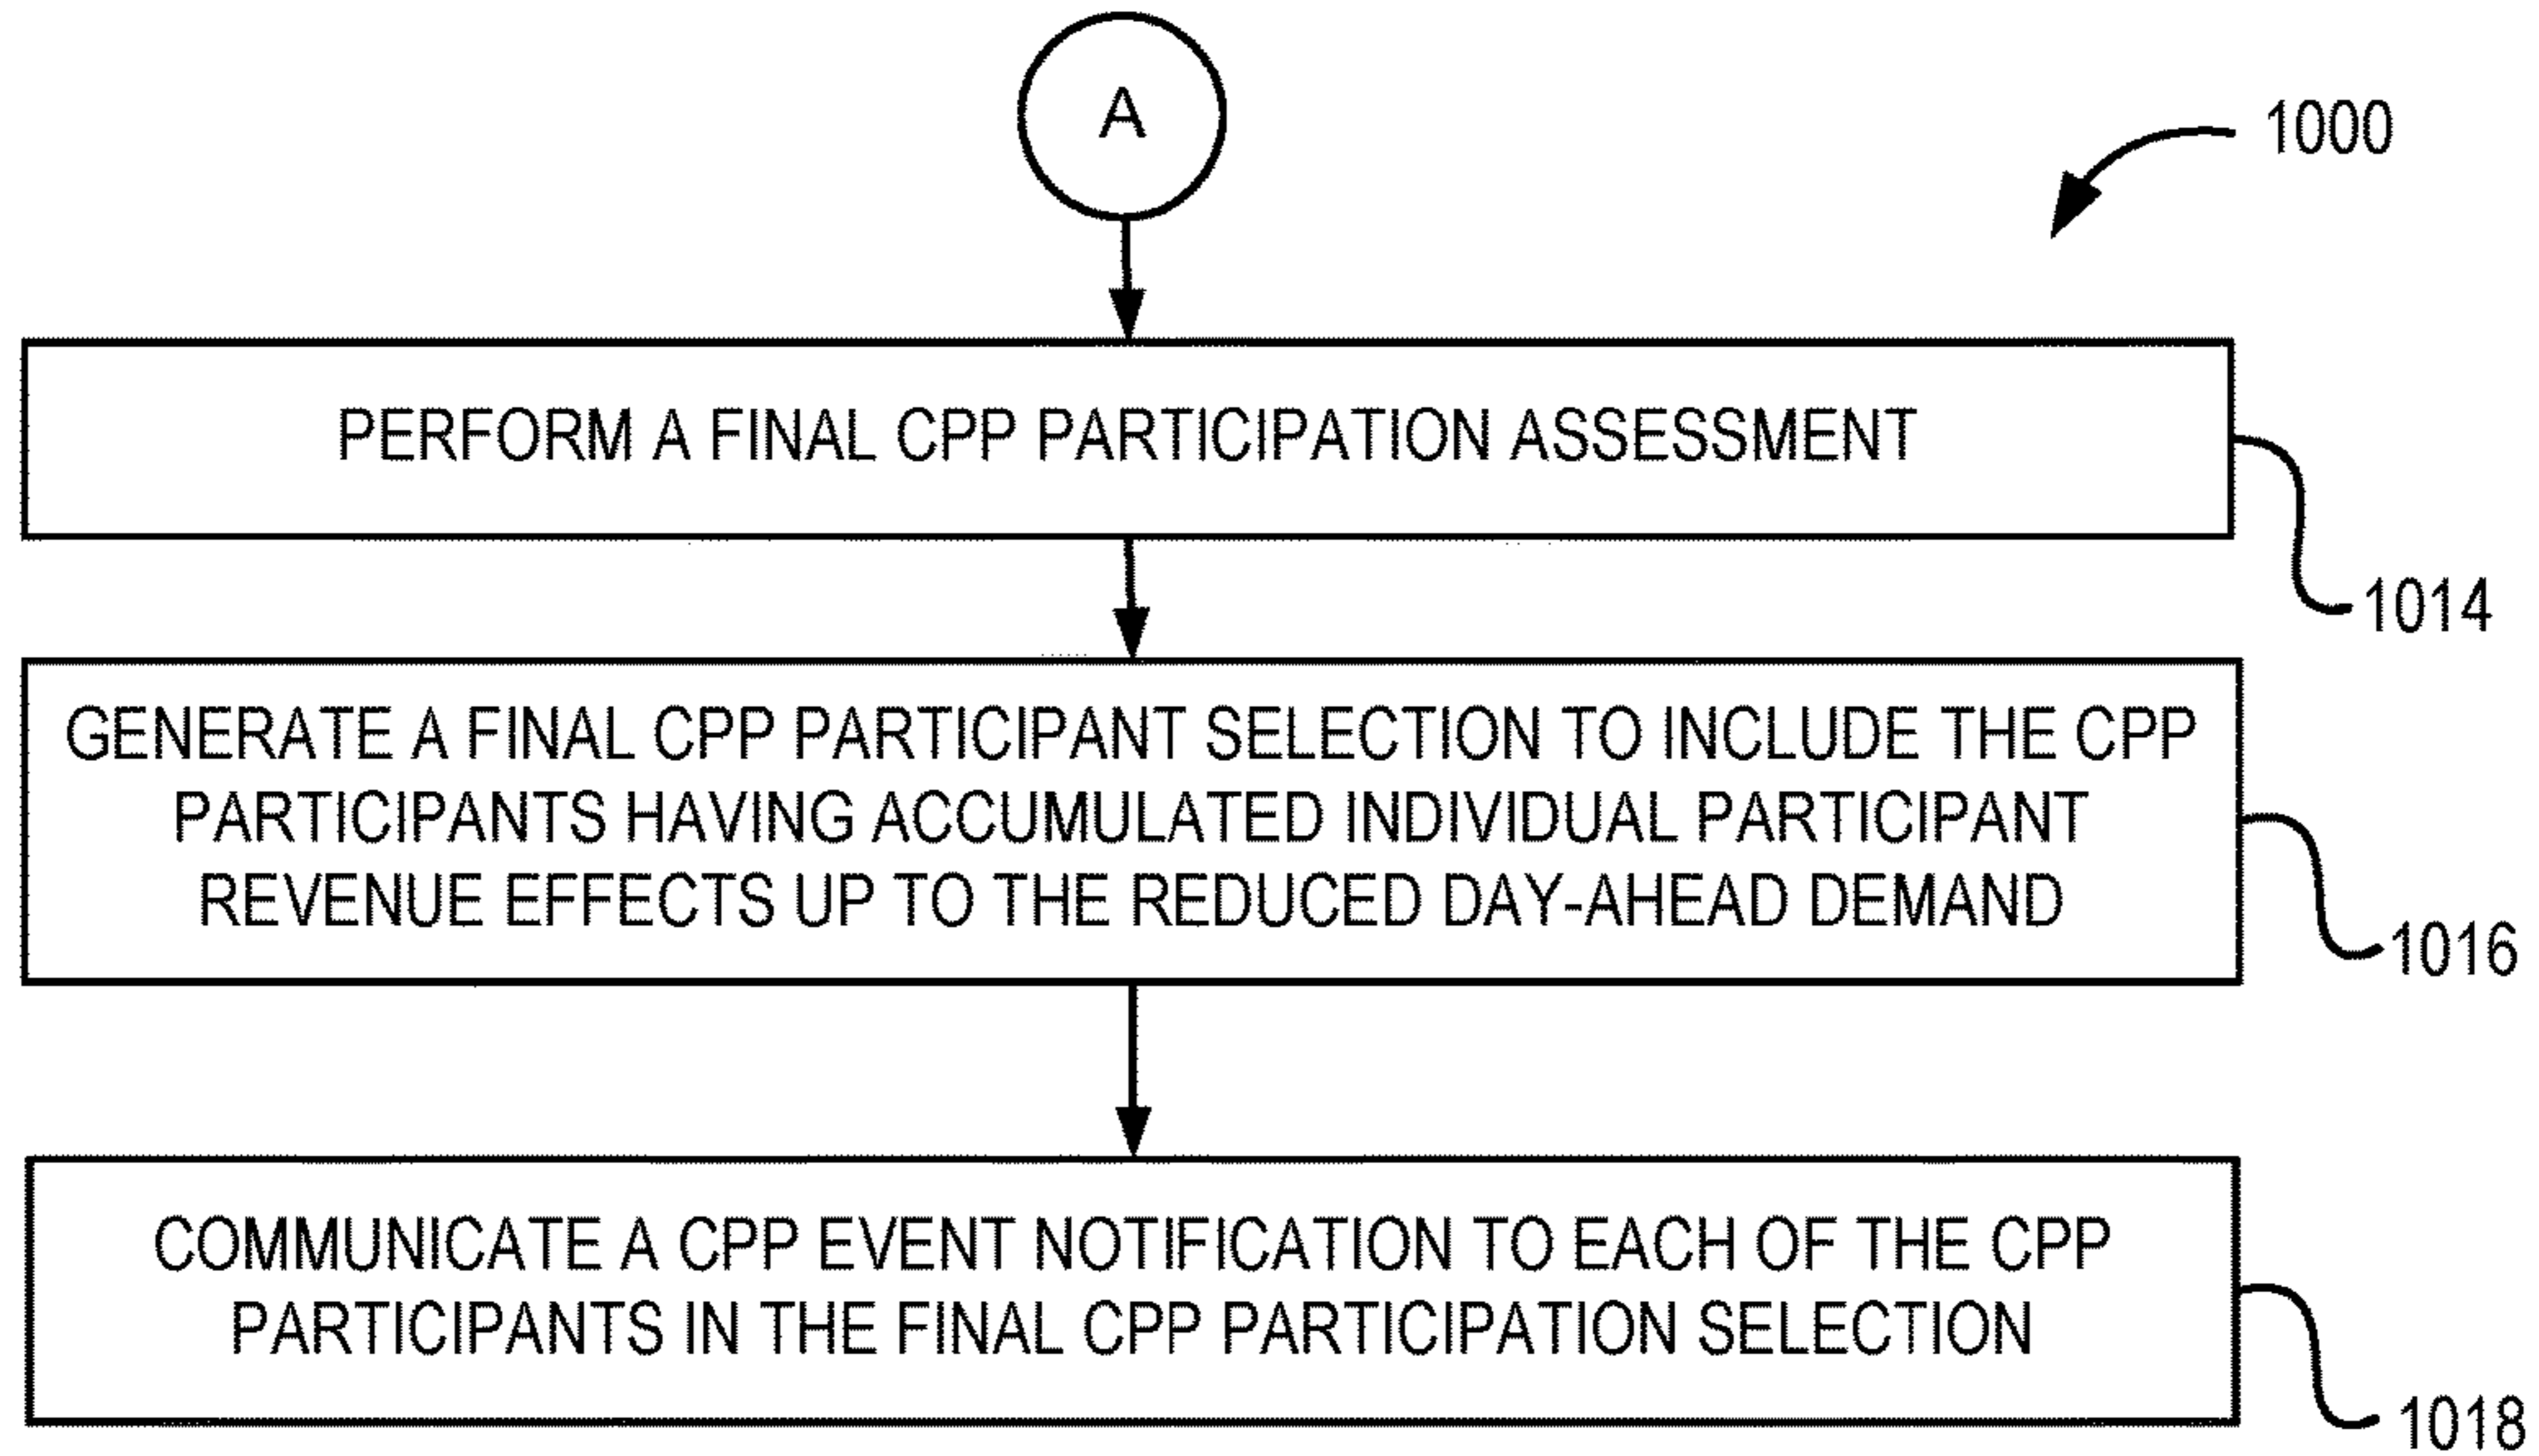 A
1000
PERFORM A FINAL CPP PARTICIPATION ASSESSMENT
1014
GENERATE A FINAL CPP PARTICIPANT SELECTION TO INCLUDE THE CPP
PARTICIPANTS HAVING ACCUMULATED INDIVIDUAL PARTICIPANT
REVENUE EFFECTS UP TO THE REDUCED DAY-AHEAD DEMAND
1016
COMMUNICATE A CPP EVENT NOTIFICATION TO EACH OF THE CPP
PARTICIPANTS IN THE FINAL CPP PARTICIPATION SELECTION
1018